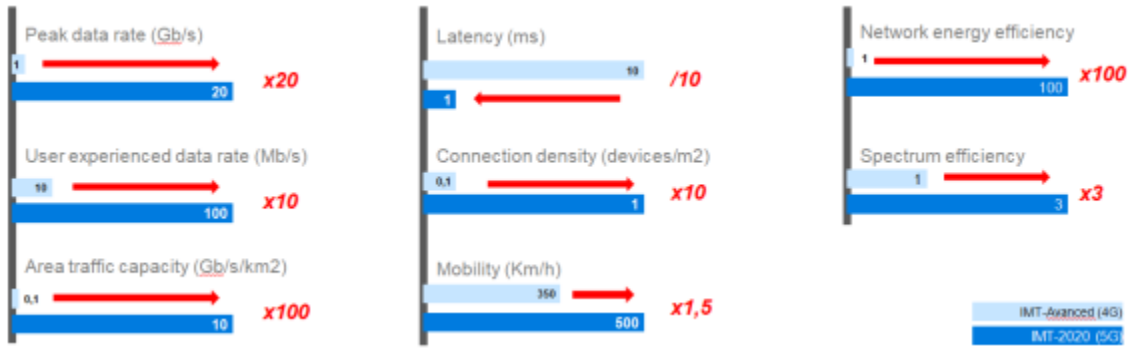 Peak data rate (Gb/s)
1
20
x20
User experienced data rate (Mb/s)
10
100
x10
Area traffic capacity (Gb/s/km2)
0,1
10
x100
Latency (ms)
10
1
/10
Connection density (devices/m2)
0,1
1
x10
Mobility (Km/h)
350
500
x1,5
Network energy efficiency
1
100
x100
Spectrum efficiency
1
3
x3
IMT-Avanced (4G)
IMT-2020 (5G)